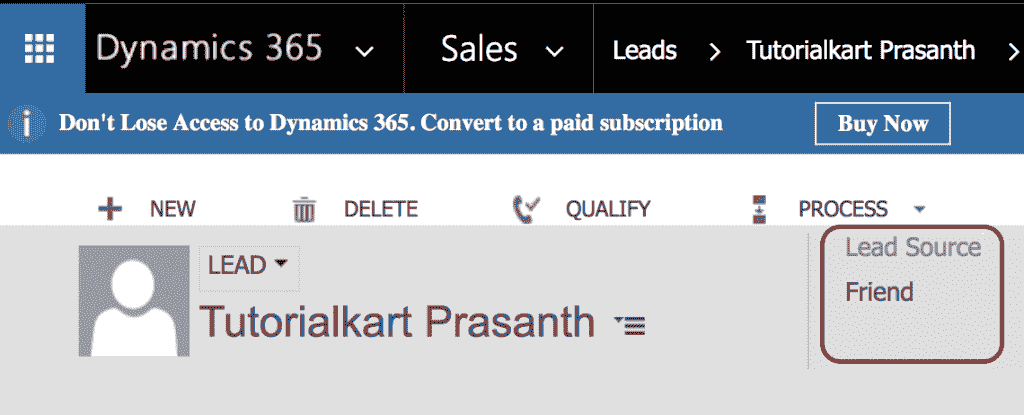 Dynamics 365 Sales Leads Tutorialkart Prasanth
Don't Lose Access to Dynamics 365. Convert to a paid subscription Buy Now
NEW DELETE QUALIFY PROCESS
LEAD
Tutorialkart Prasanth
Lead Source
Friend